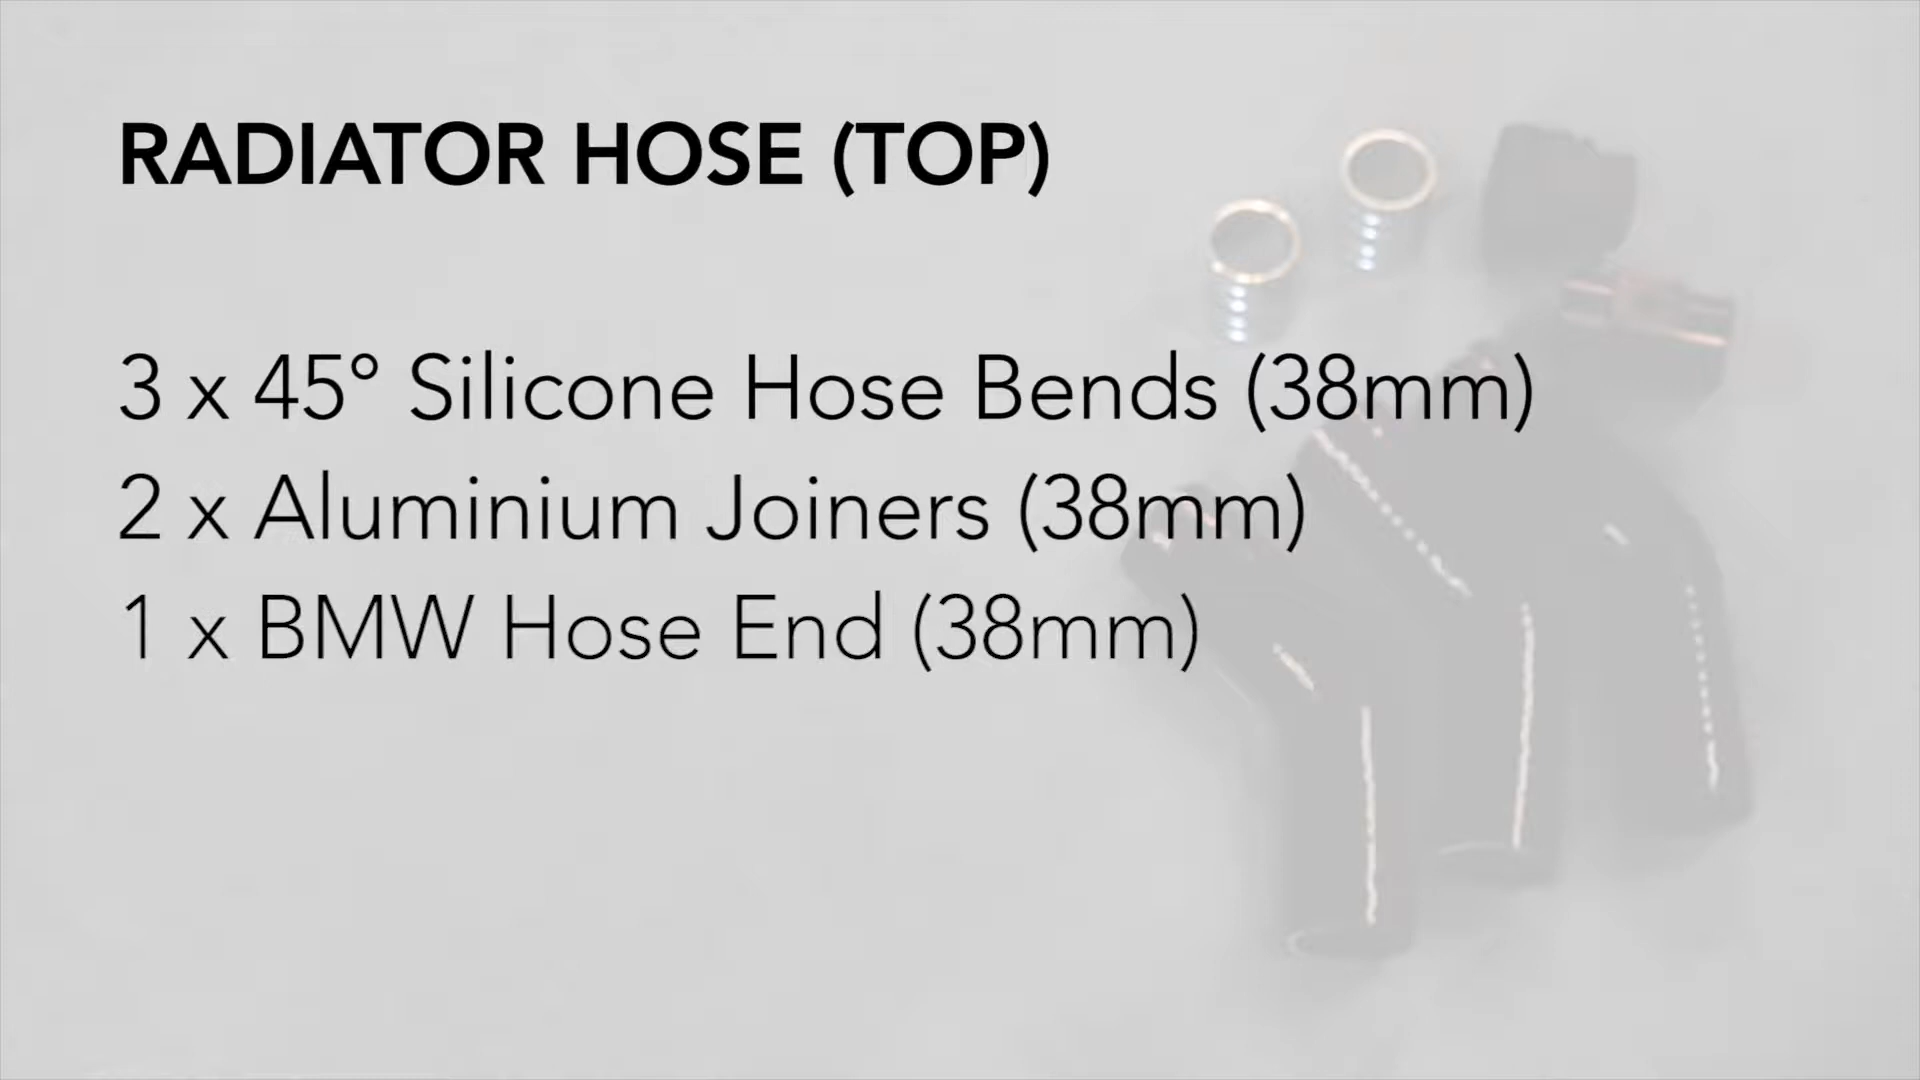 RADIATOR HOSE (TOP)
3 x 45° Silicone Hose Bends (38mm)
2 x Aluminium Joiners (38mm)
1 x BMW Hose End (38mm)